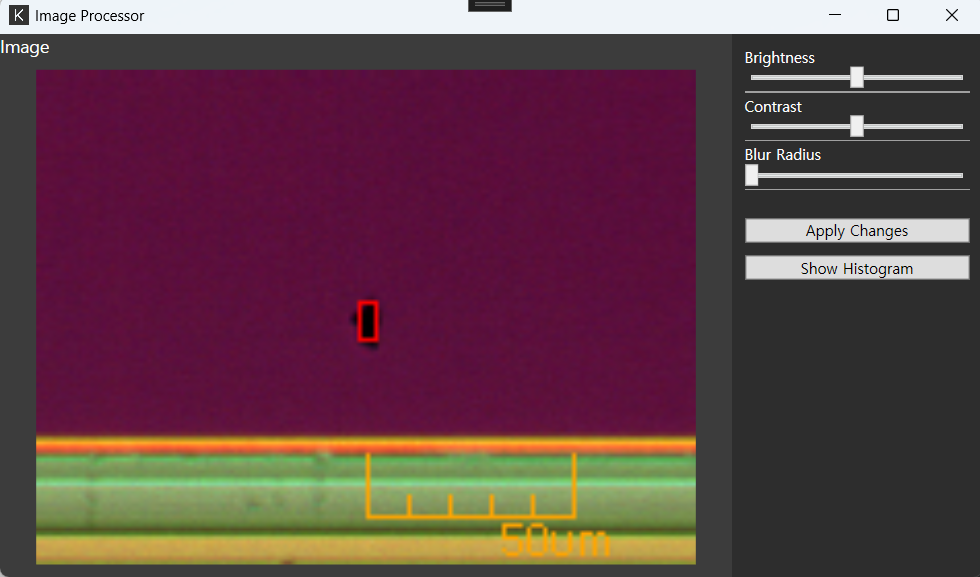 K Image Processor
Image
Brightness
Contrast
Blur Radius
Apply Changes
Show Histogram
50um